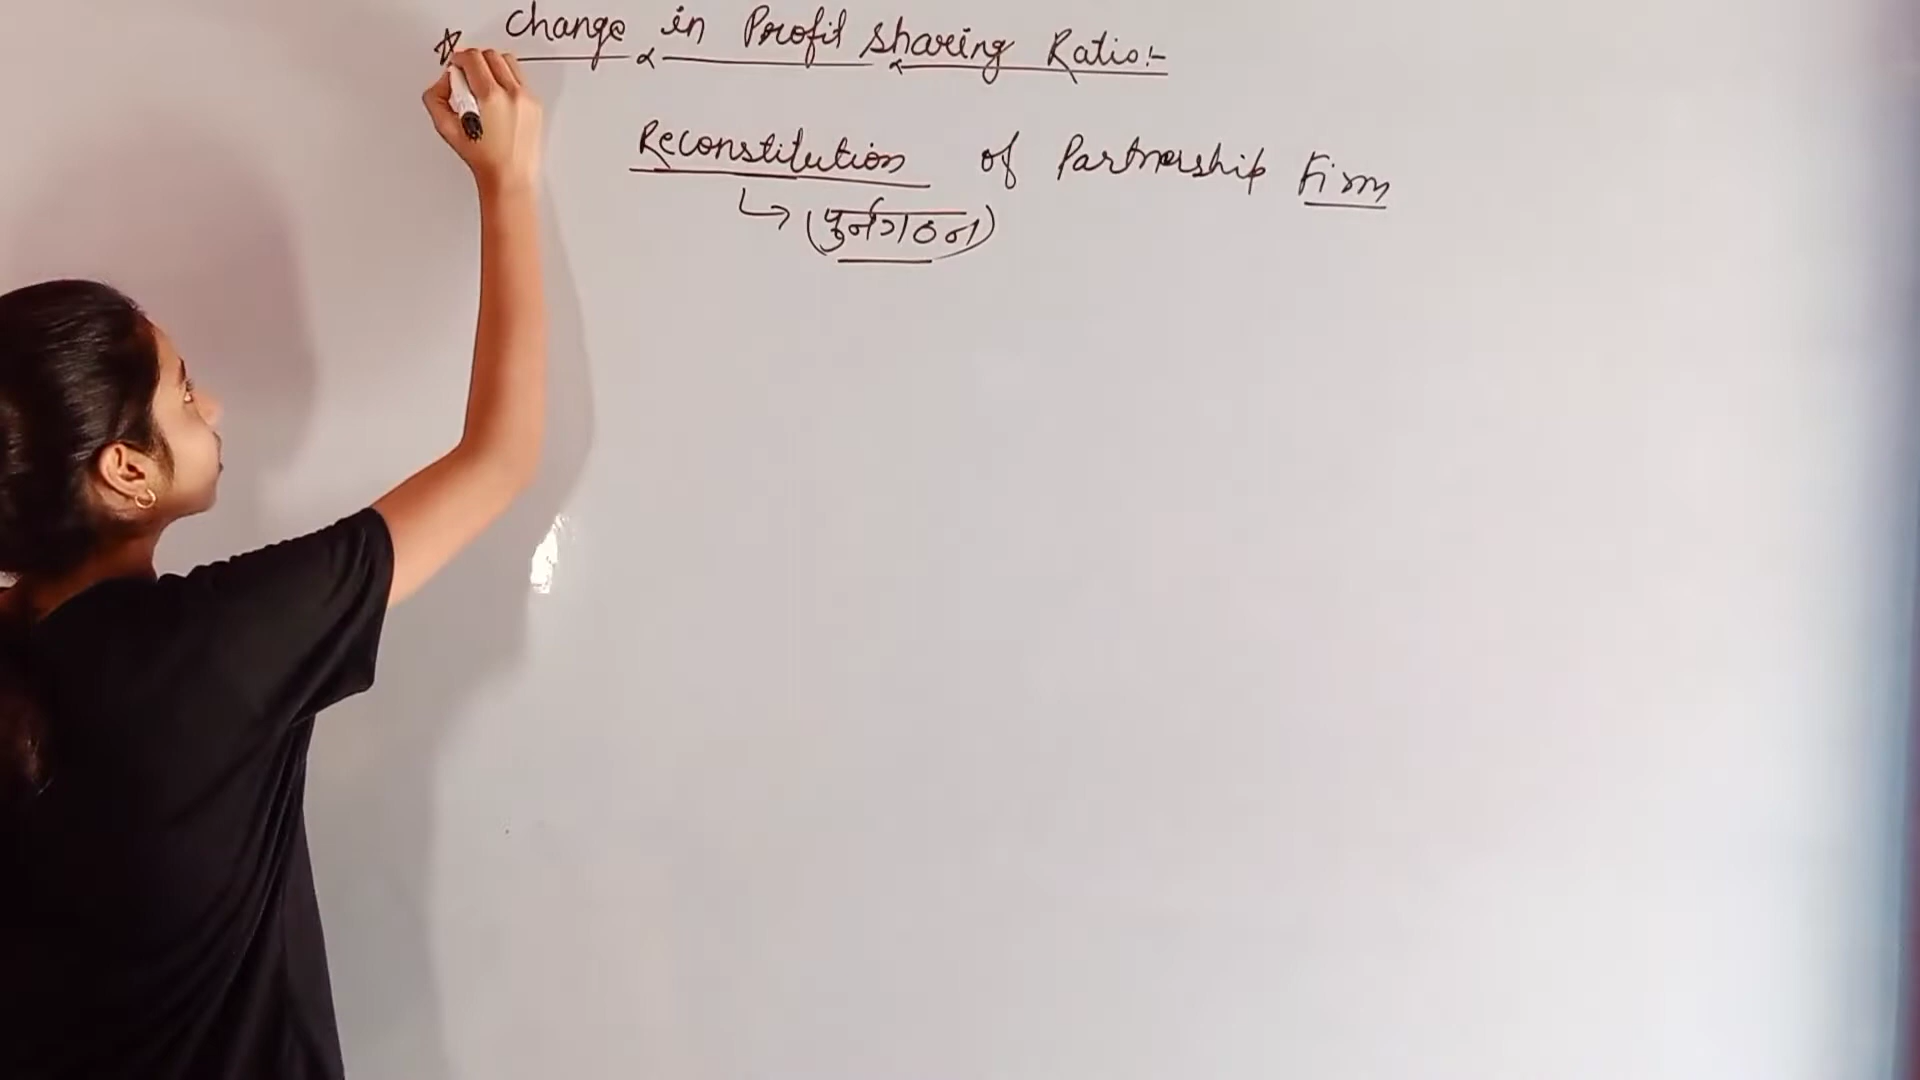 ☆ Change in Profit sharing Ratio:-
Reconstitution of Partnership Firm
↳ (पुर्नगठन)